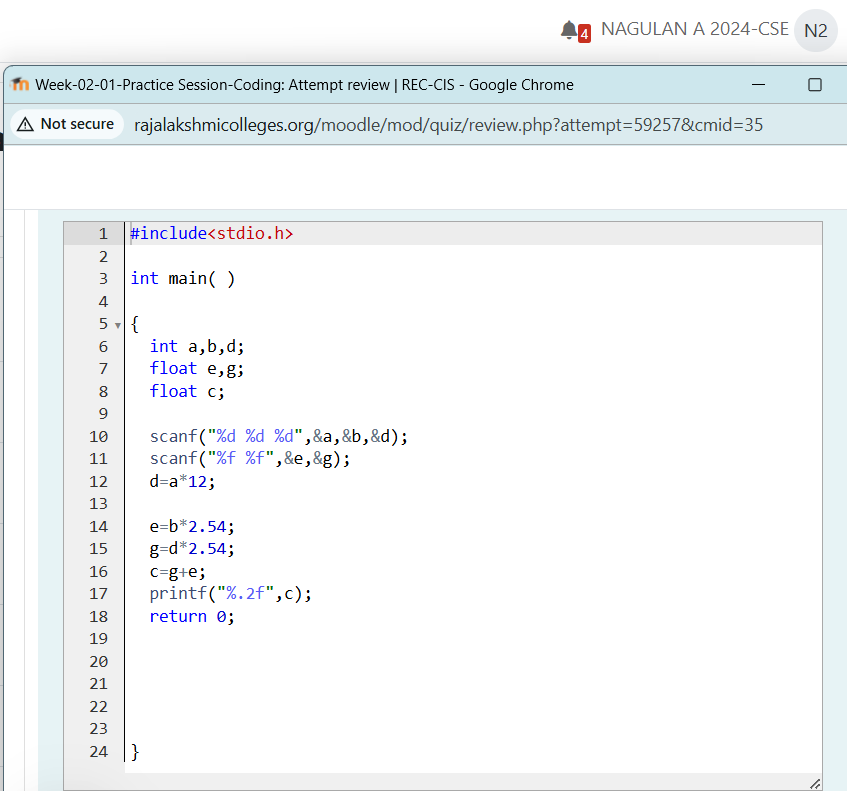 4 NAGULAN A 2024-CSE N2
Week-02-01-Practice Session-Coding: Attempt review | REC-CIS - Google Chrome
Not secure rajalakshmicolleges.org/moodle/mod/quiz/review.php?attempt=59257&cmid=35
1 #include<stdio.h>
2
3 int main( )
4
5 {
6 int a,b,d;
7 float e,g;
8 float c;
9
10 scanf("%d %d %d",&a,&b,&d);
11 scanf("%f %f",&e,&g);
12 d=a*12;
13
14 e=b*2.54;
15 g=d*2.54;
16 c=g+e;
17 printf("%.2f",c);
18 return 0;
19
20
21
22
23
24 }